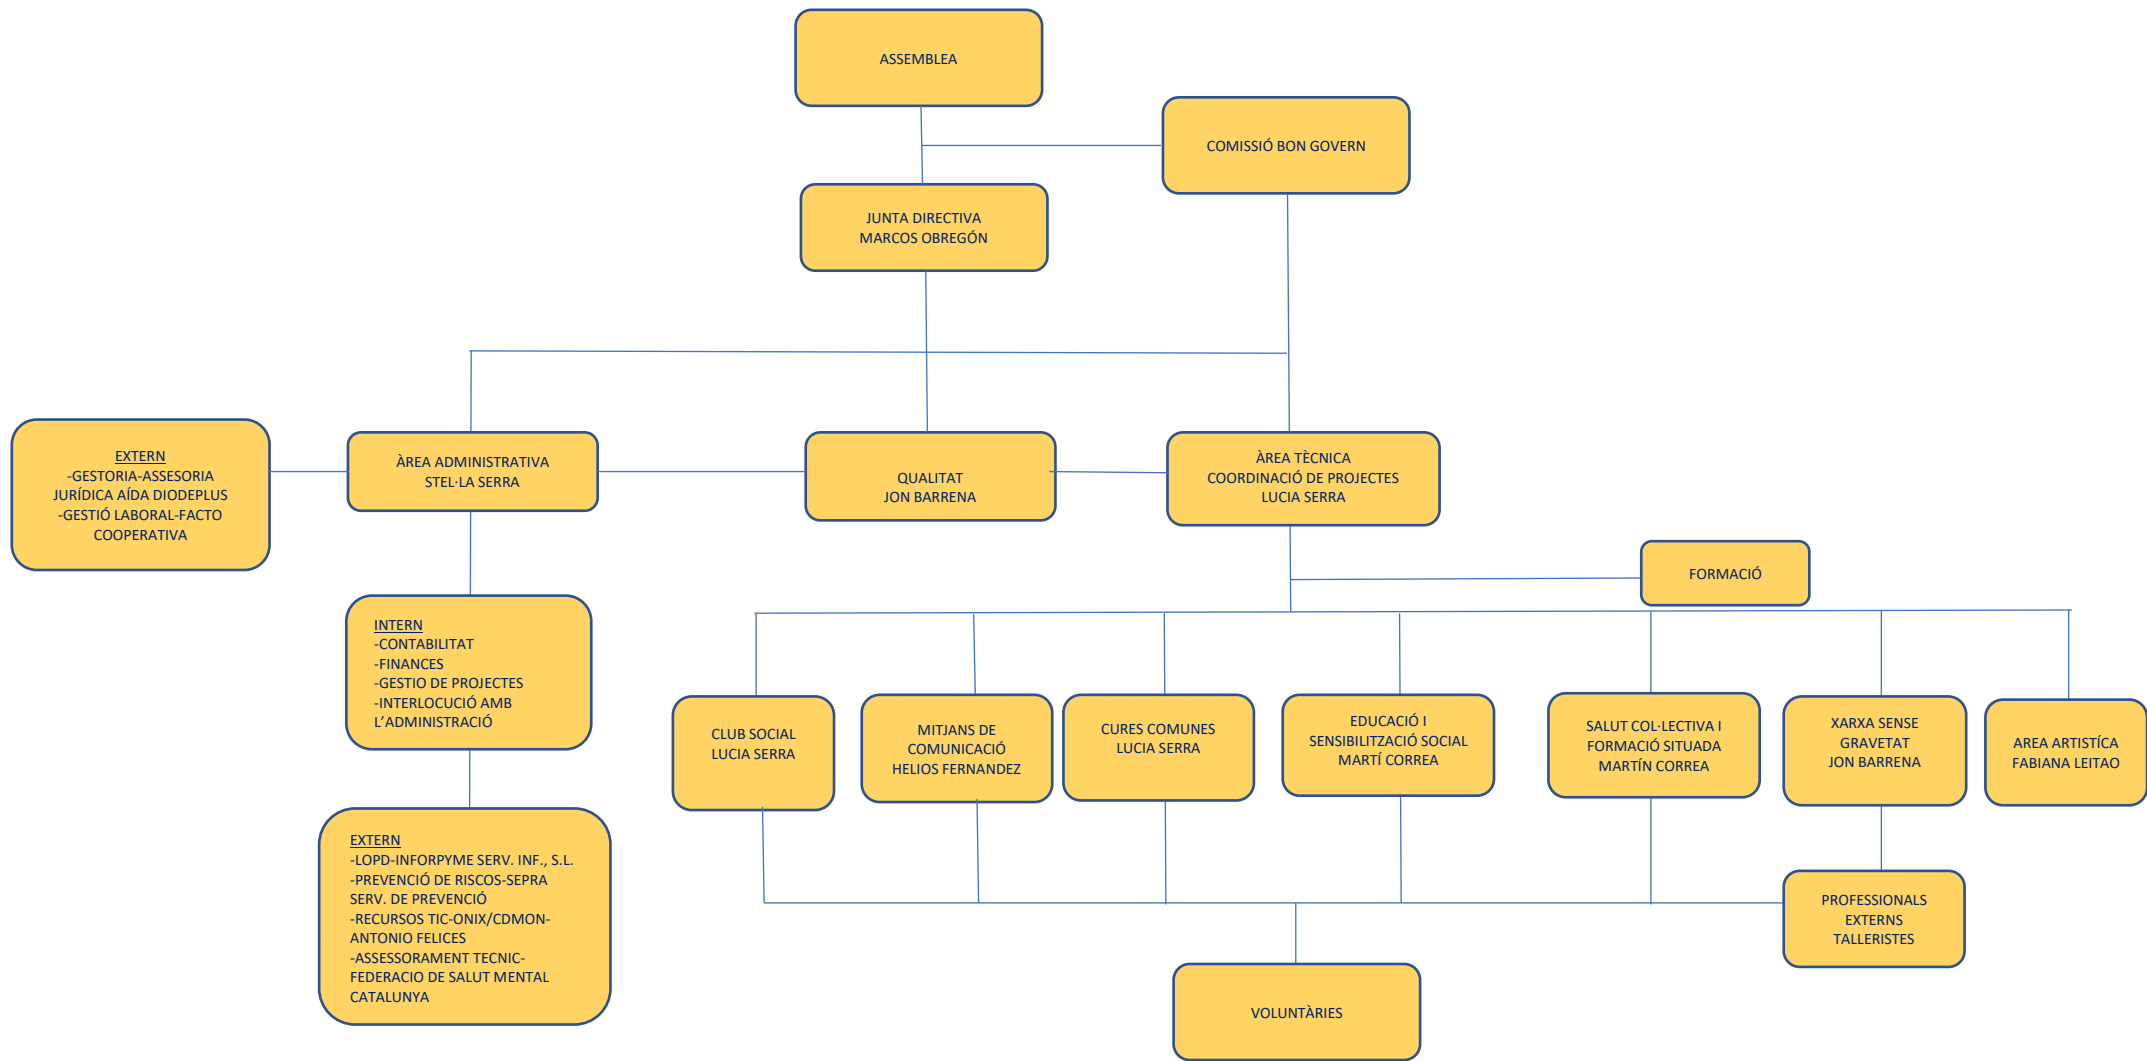 ASSEMBLEA
COMISSIÓ BON GOVERN
JUNTA DIRECTIVA
MARCOS OBREGÓN
EXTERN
-GESTORIA-ASSESORIA
JURÍDICA AÍDA DIODEPLUS
-GESTIÓ LABORAL-FACTO
COOPERATIVA
ÀREA ADMINISTRATIVA
STEL·LA SERRA
QUALITAT
JON BARRENA
ÀREA TÈCNICA
COORDINACIÓ DE PROJECTES
LUCIA SERRA
FORMACIÓ
INTERN
-CONTABILITAT
-FINANCES
-GESTIO DE PROJECTES
-INTERLOCUCIÓ AMB
L’ADMINISTRACIÓ
CLUB SOCIAL
LUCIA SERRA
MITJANS DE
COMUNICACIÓ
HELIOS FERNANDEZ
CURES COMUNES
LUCIA SERRA
EDUCACIÓ I
SENSIBILITZACIÓ SOCIAL
MARTÍ CORREA
SALUT COL·LECTIVA I
FORMACIÓ SITUADA
MARTÍN CORREA
XARXA SENSE
GRAVETAT
JON BARRENA
AREA ARTISTÍCA
FABIANA LEITAO
EXTERN
-LOPD-INFORPYME SERV. INF., S.L.
-PREVENCIÓ DE RISCOS-SEPRA
SERV. DE PREVENCIÓ
-RECURSOS TIC-ONIX/CDMON-
ANTONIO FELICES
-ASSESSORAMENT TECNIC-
FEDERACIO DE SALUT MENTAL
CATALUNYA
PROFESSIONALS
EXTERNS
TALLERISTES
VOLUNTÀRIES